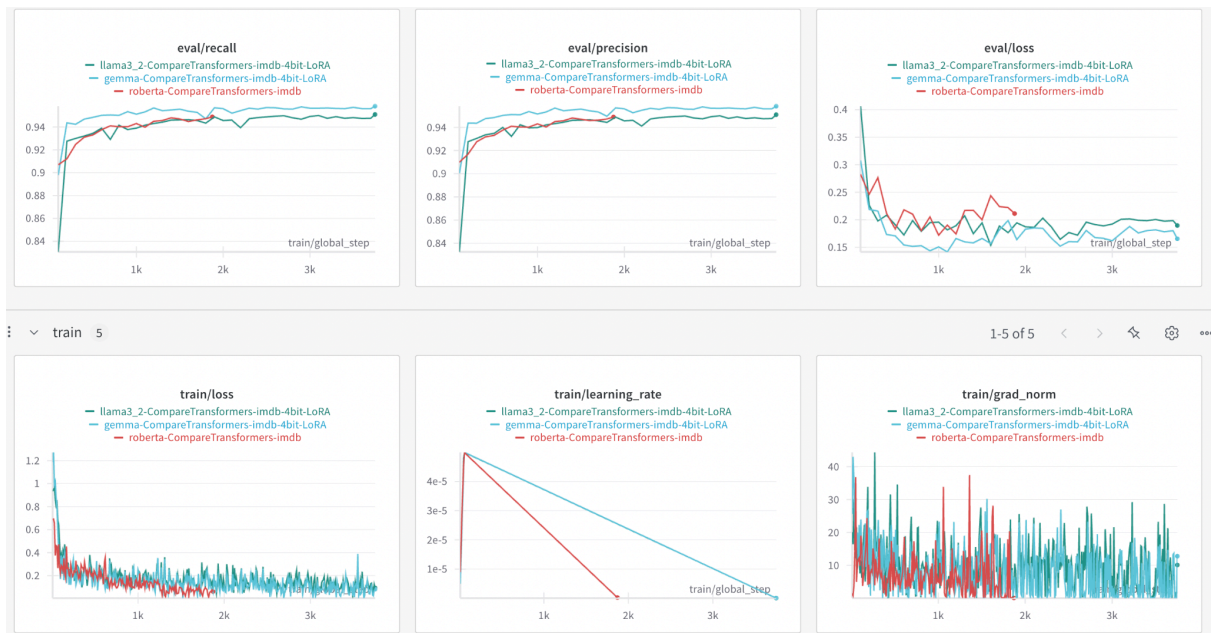 eval/recall
llama3_2-CompareTransformers-imdb-4bit-LoRA
gemma-CompareTransformers-imdb-4bit-LoRA
roberta-CompareTransformers-imdb
0.94
0.92
0.9
0.88
0.86
0.84
train/global_step
1k
2k
3k
eval/precision
llama3_2-CompareTransformers-imdb-4bit-LoRA
gemma-CompareTransformers-imdb-4bit-LoRA
roberta-CompareTransformers-imdb
0.94
0.92
0.9
0.88
0.86
0.84
train/global_step
1k
2k
3k
eval/loss
llama3_2-CompareTransformers-imdb-4bit-LoRA
gemma-CompareTransformers-imdb-4bit-LoRA
roberta-CompareTransformers-imdb
0.4
0.35
0.3
0.25
0.2
0.15
train/global_step
1k
2k
3k
train 5
1-5 of 5
train/loss
llama3_2-CompareTransformers-imdb-4bit-LoRA
gemma-CompareTransformers-imdb-4bit-LoRA
roberta-CompareTransformers-imdb
1.2
1
0.8
0.6
0.4
0.2
train/global_step
1k
2k
3k
train/learning_rate
llama3_2-CompareTransformers-imdb-4bit-LoRA
gemma-CompareTransformers-imdb-4bit-LoRA
roberta-CompareTransformers-imdb
4e-5
3e-5
2e-5
1e-5
train/global_step
1k
2k
3k
train/grad_norm
llama3_2-CompareTransformers-imdb-4bit-LoRA
gemma-CompareTransformers-imdb-4bit-LoRA
roberta-CompareTransformers-imdb
40
30
20
10
train/global_step
1k
2k
3k